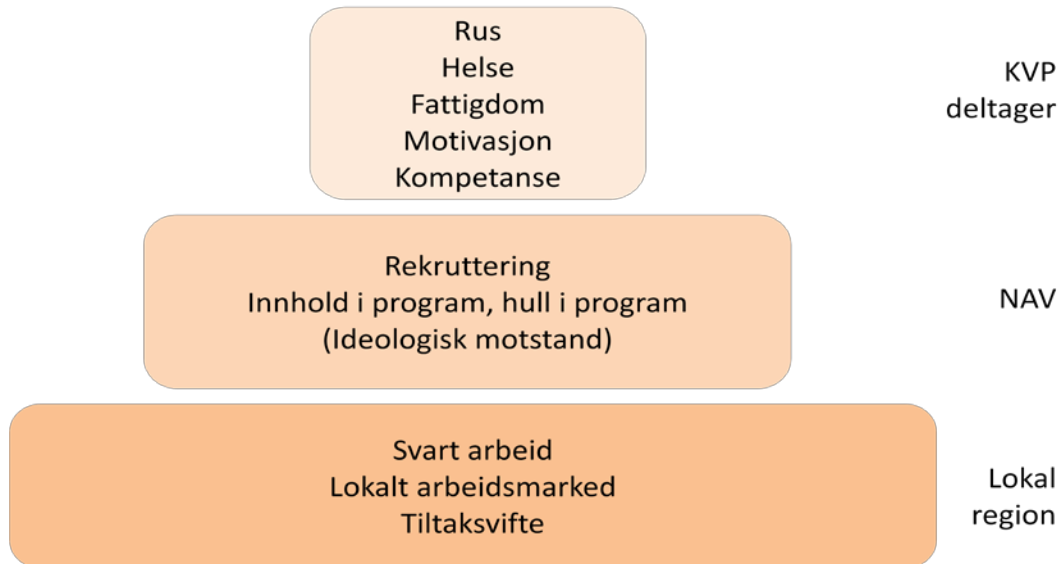 Rus
Helse
Fattigdom
Motivasjon
Kompetanse
KVP
deltager
Rekruttering
Innhold i program, hull i program
(Ideologisk motstand)
NAV
Svart arbeid
Lokalt arbeidsmarked
Tiltaksvifte
Lokal
region